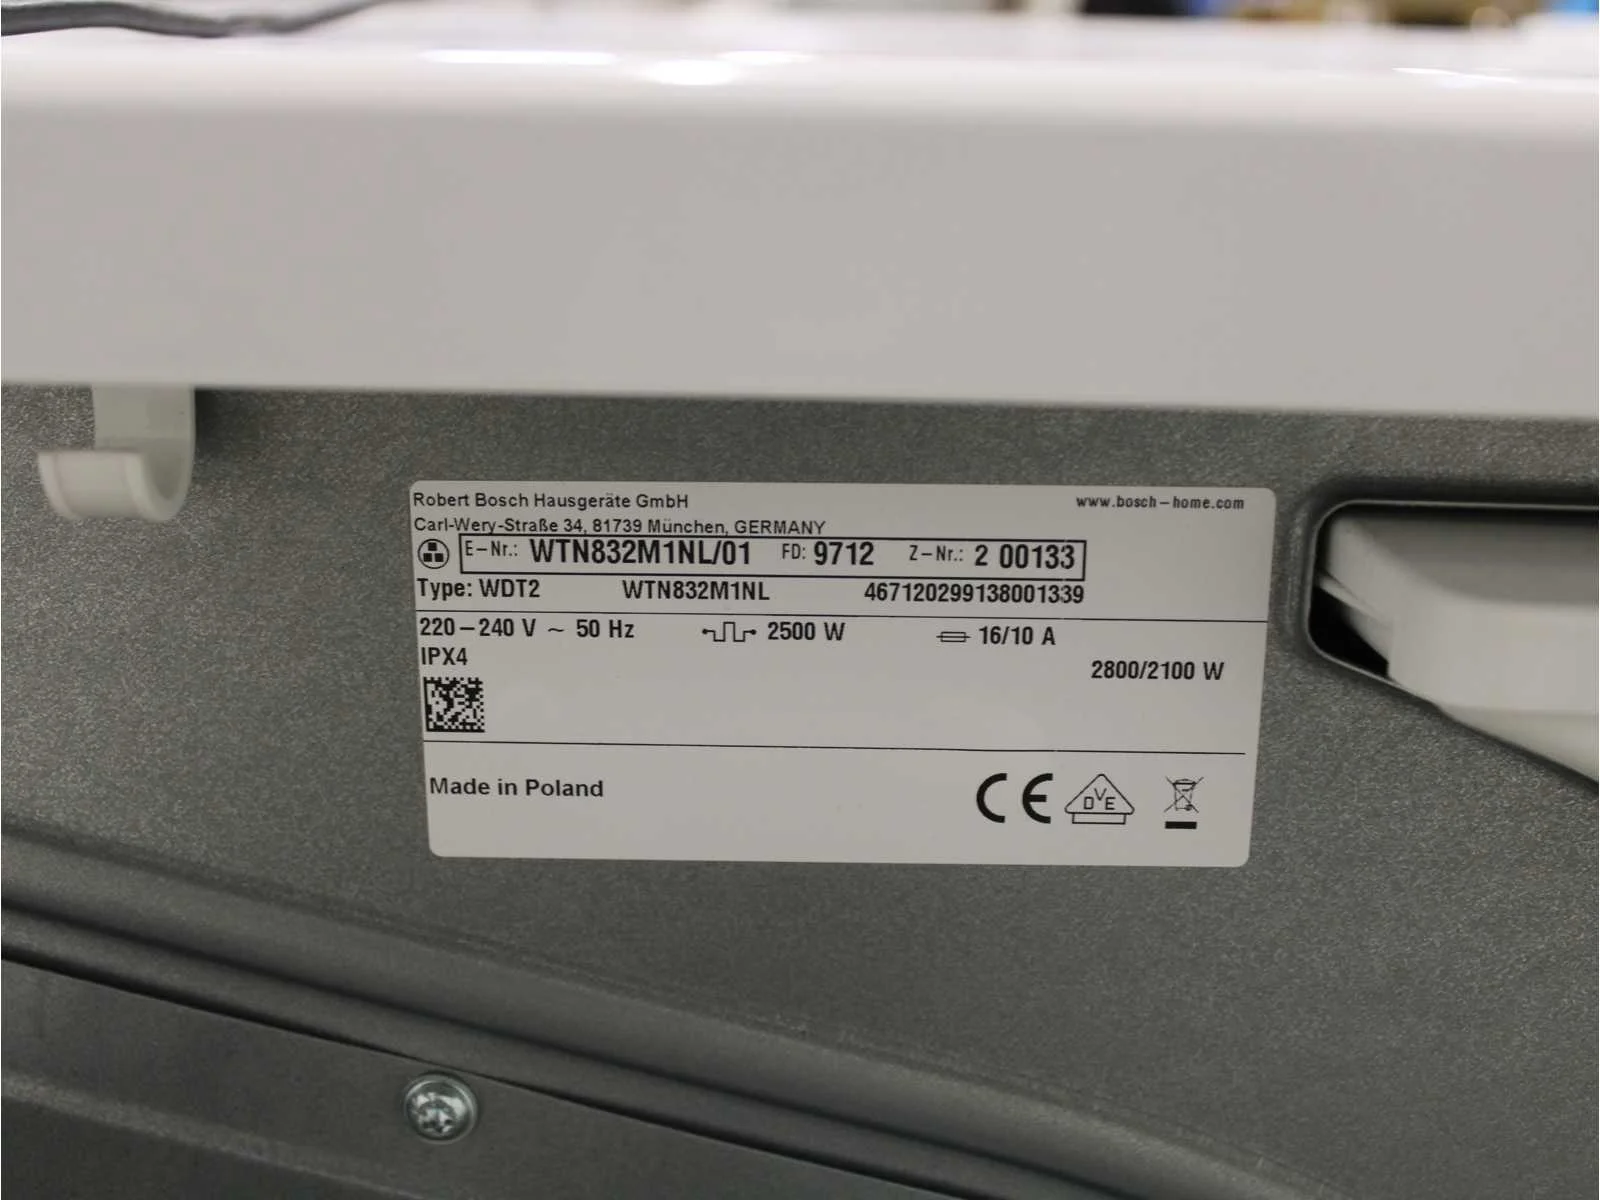 Robert Bosch Hausgeräte GmbH www.bosch-home.com
Carl-Wery-Straße 34, 81739 München, GERMANY
E-Nr.: WTN832M1NL/01 FD: 9712 Z-Nr.: 2 00133
Type: WDT2 WTN832M1NL 467120299138001339
220-240 V ~ 50 Hz 2500 W 16/10 A
IPX4
2800/2100 W
Made in Poland
CE DVE